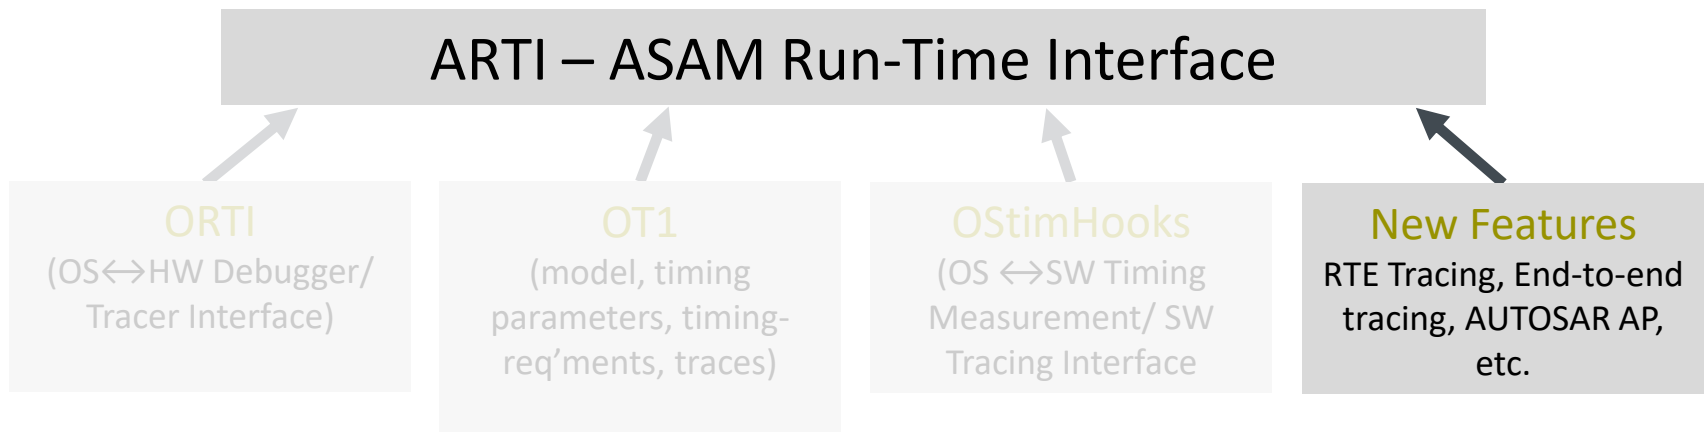 ARTI – ASAM Run-Time Interface
ORTI
(OS↔HW Debugger/
Tracer Interface)
OT1
(model, timing
parameters, timing-
req’ments, traces)
OStimHooks
(OS ↔SW Timing
Measurement/ SW
Tracing Interface
New Features
RTE Tracing, End-to-end
tracing, AUTOSAR AP,
etc.